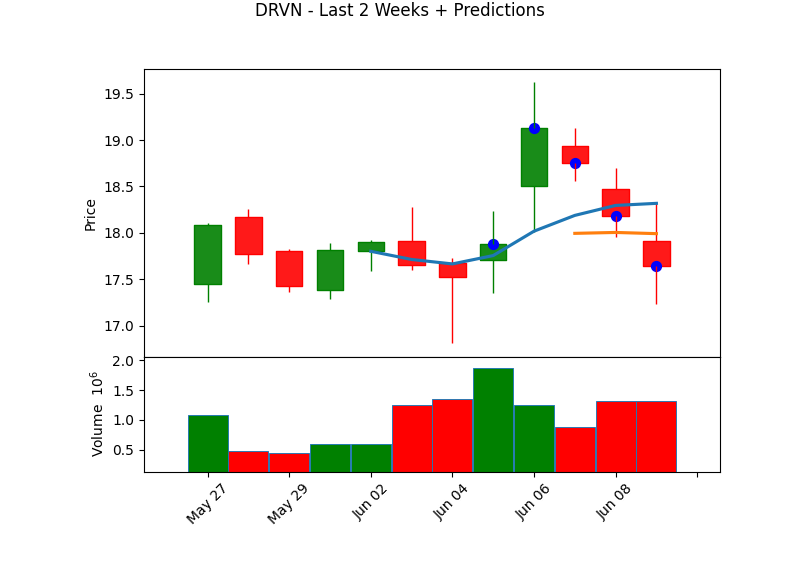 DRVN - Last 2 Weeks + Predictions
19.5
19.0
18.5
18.0
17.5
17.0
Price
2.0
1.5
1.0
0.5
Volume 10^6
May 27
May 29
Jun 02
Jun 04
Jun 06
Jun 08